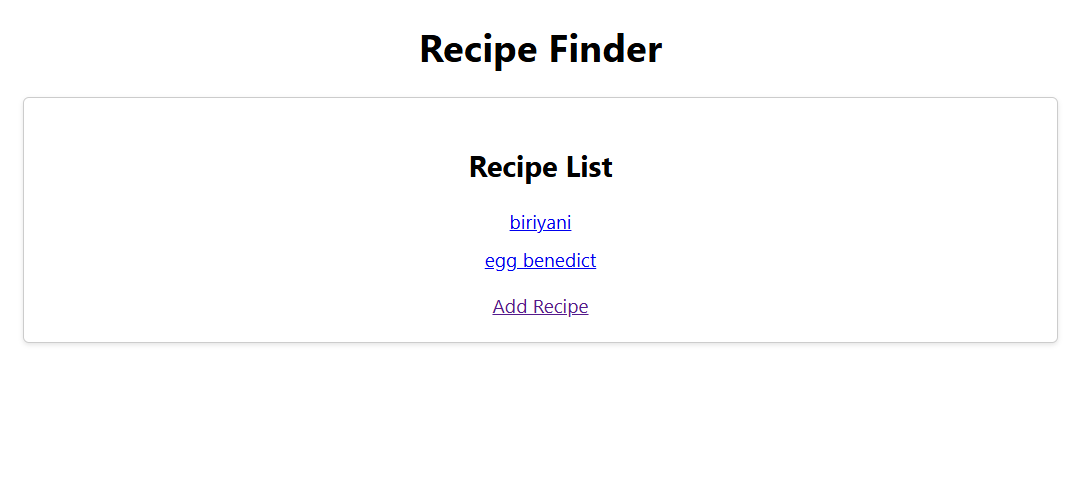 Recipe Finder
Recipe List
biriyani
egg benedict
Add Recipe